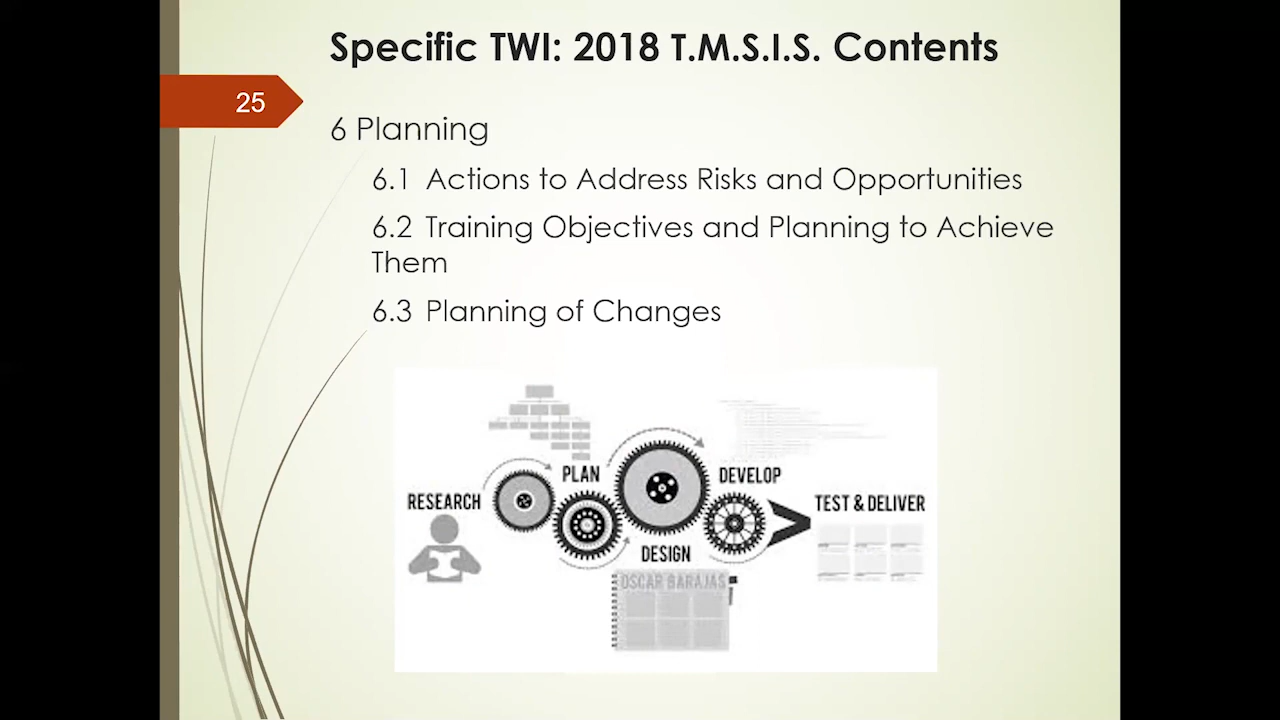 Specific TWI: 2018 T.M.S.I.S. Contents
25
6 Planning
6.1 Actions to Address Risks and Opportunities
6.2 Training Objectives and Planning to Achieve
Them
6.3 Planning of Changes
RESEARCH
PLAN
DESIGN
DEVELOP
TEST & DELIVER
OSCAR BARAJAS